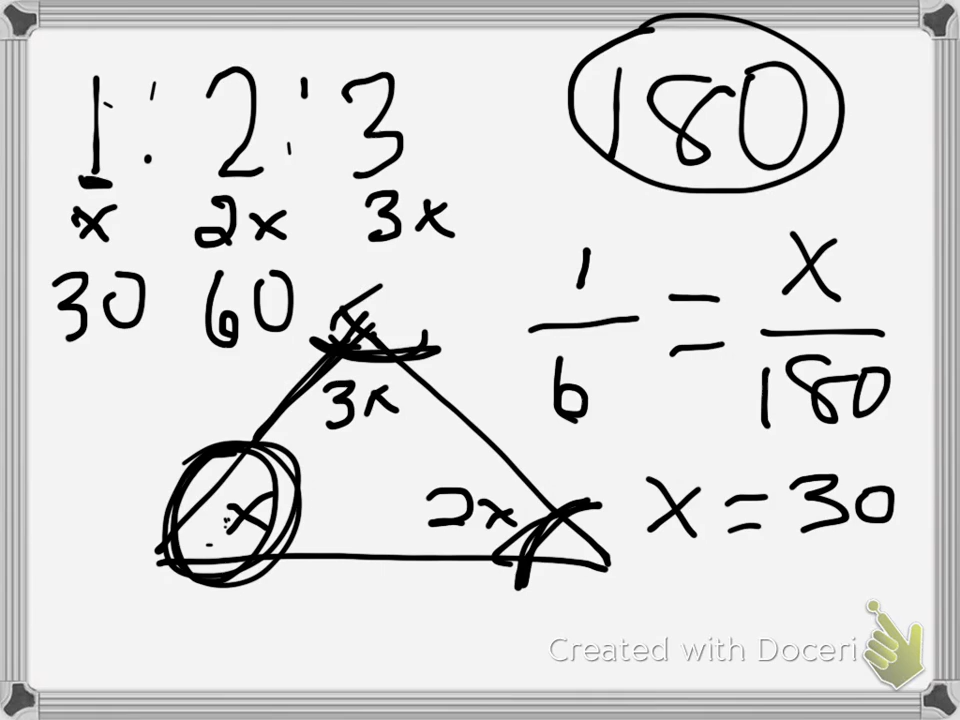 1 : 2 : 3
180
x 2x 3x
30 60
1/6 = x/180
3x
x
2x
x = 30
Created with Doceri